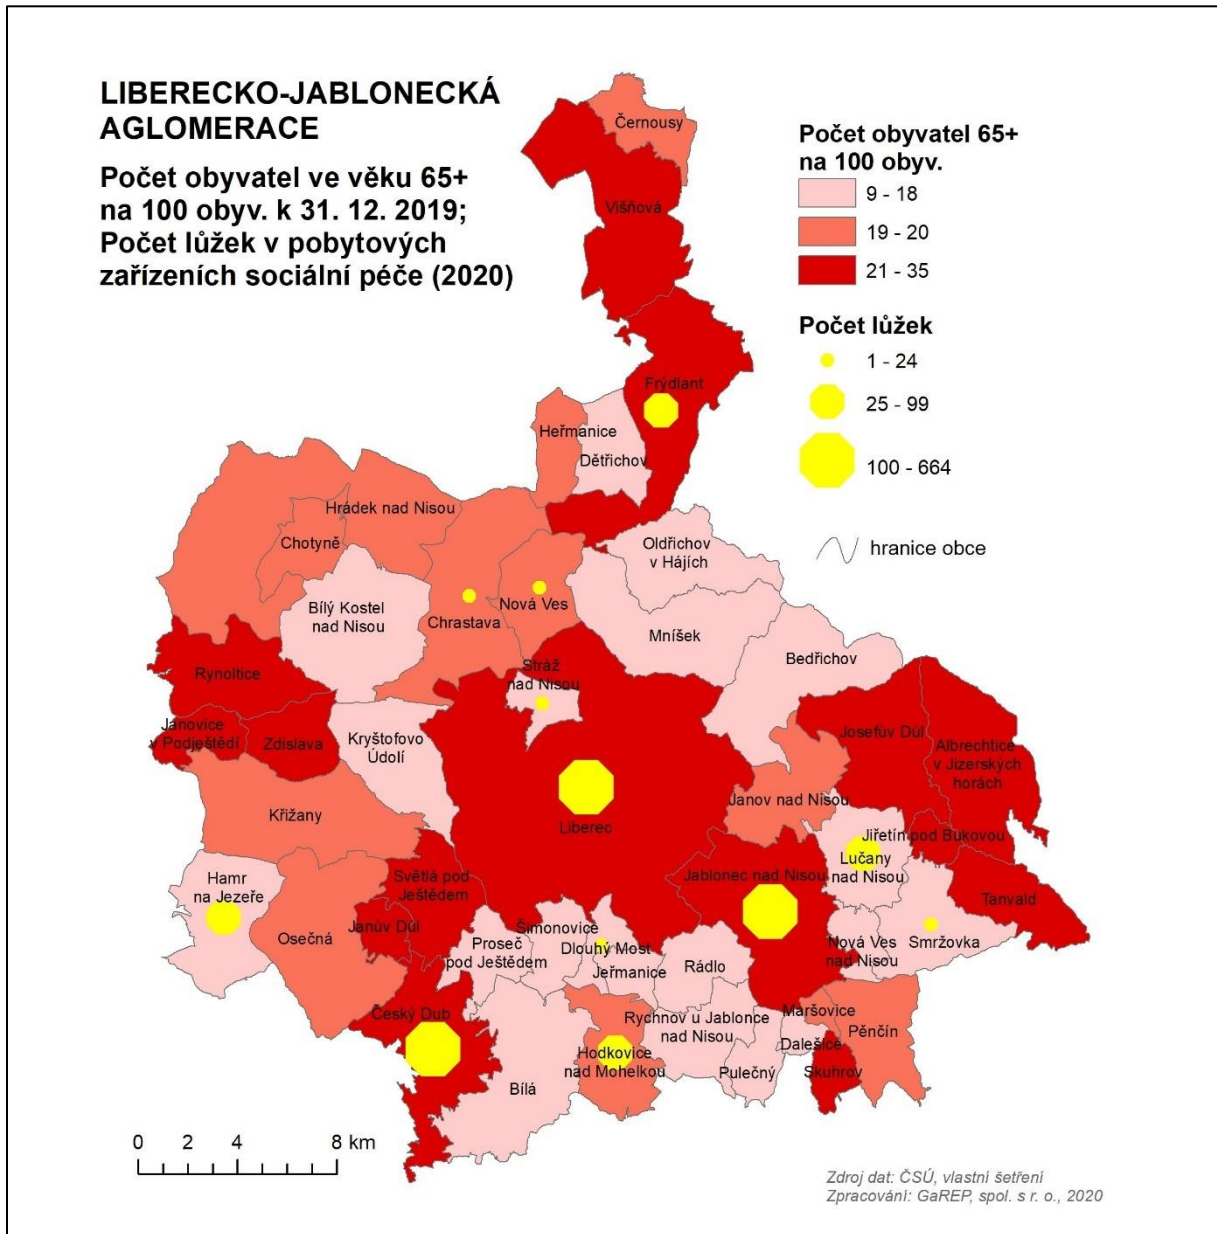 LIBERECKO-JABLONECKÁ
AGLOMERACE
Počet obyvatel ve věku 65+
na 100 obyv. k 31. 12. 2019;
Počet lůžek v pobytových
zařízeních sociální péče (2020)
Počet obyvatel 65+
na 100 obyv.
9 - 18
19 - 20
21 - 35
Počet lůžek
1 - 24
25 - 99
100 - 664
hranice obce
Černousy
Višňová
Frýdlant
Heřmanice
Dětřichov
Hrádek nad Nisou
Chotyně
Oldřichov
v Hájích
Bílý Kostel
nad Nisou
Chrastava
Nová Ves
Mníšek
Bedřichov
Rynoltice
Stráž
nad Nisou
Janovice
v Podještědí
Zdislava
Kryštofovo
Údolí
Josefův Důl
Albrechtice
v Jizerských
horách
Křižany
Liberec
Janov nad Nisou
Jiřetín pod Bukovou
Lučany
nad Nisou
Hamr
na Jezeře
Světlá pod
Ještědem
Jablonec nad Nisou
Tanvald
Osečná
Janův Důl
Šimonovice
Proseč
pod Ještědem
Dlouhý Most
Jeřmanice
Rádlo
Nová Ves
nad Nisou
Smržovka
Český Dub
Rychnov u Jablonce
nad Nisou
Maršovice
Pěnčín
Dalešice
Hodkovice
nad Mohelkou
Pulečný
Skuhrov
Bílá
0 2 4 8 km
Zdroj dat: ČSÚ, vlastní šetření
Zpracování: GaREP, spol. s r. o., 2020